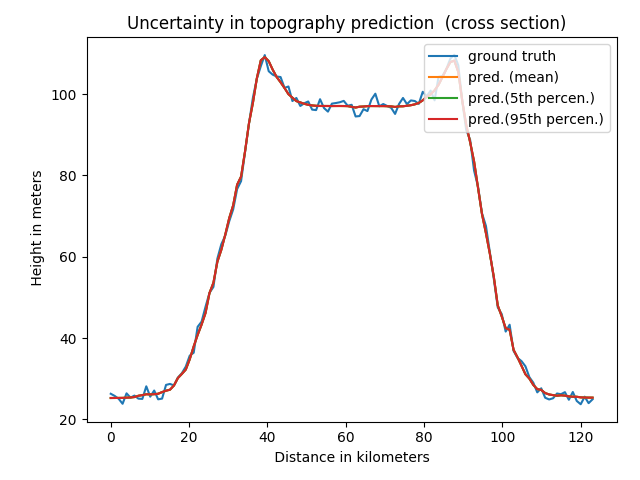 Uncertainty in topography prediction  (cross section)
ground truth
pred. (mean)
pred.(5th percen.)
pred.(95th percen.)
Height in meters
100
80
60
40
20
0 20 40 60 80 100 120
Distance in kilometers